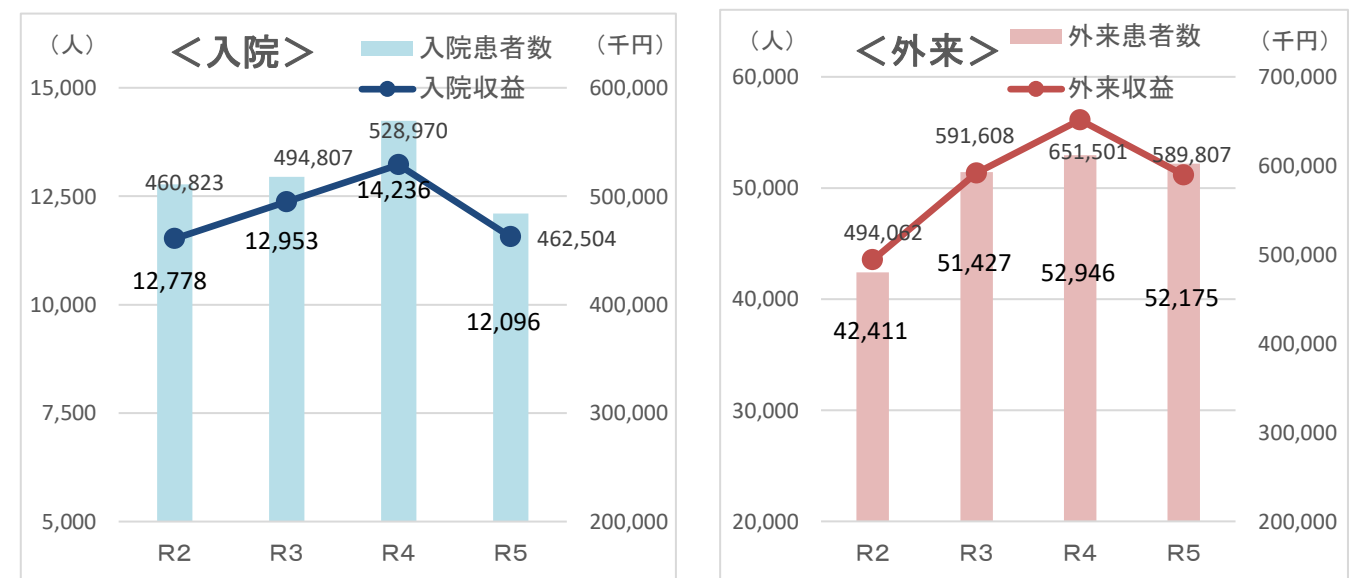 (人)
<入院>
入院患者数
(千円)
入院収益
15,000
600,000
528,970
494,807
460,823
14,236
12,500
500,000
12,953
462,504
12,778
10,000
400,000
12,096
7,500
300,000
5,000
200,000
R2
R3
R4
R5
(人)
<外来>
外来患者数
(千円)
外来収益
60,000
700,000
591,608
651,501
589,807
600,000
50,000
494,062
500,000
51,427
52,946
52,175
40,000
42,411
400,000
30,000
300,000
20,000
200,000
R2
R3
R4
R5